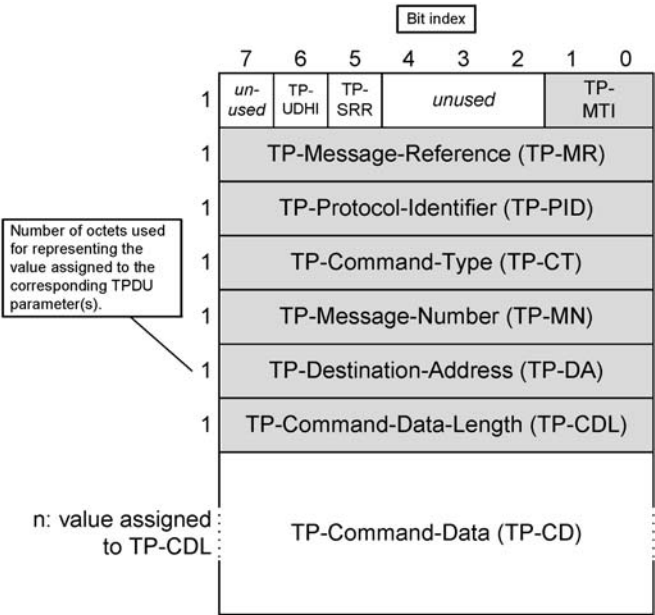 Bit index
7 6 5 4 3 2 1 0
1 un- TP- TP- unused TP-
used UDHI SRR MTI
1 TP-Message-Reference (TP-MR)
1 TP-Protocol-Identifier (TP-PID)
Number of octets used
for representing the
value assigned to the
corresponding TPDU
parameter(s).
1 TP-Command-Type (TP-CT)
1 TP-Message-Number (TP-MN)
1 TP-Destination-Address (TP-DA)
1 TP-Command-Data-Length (TP-CDL)
n: value assigned
to TP-CDL
TP-Command-Data (TP-CD)